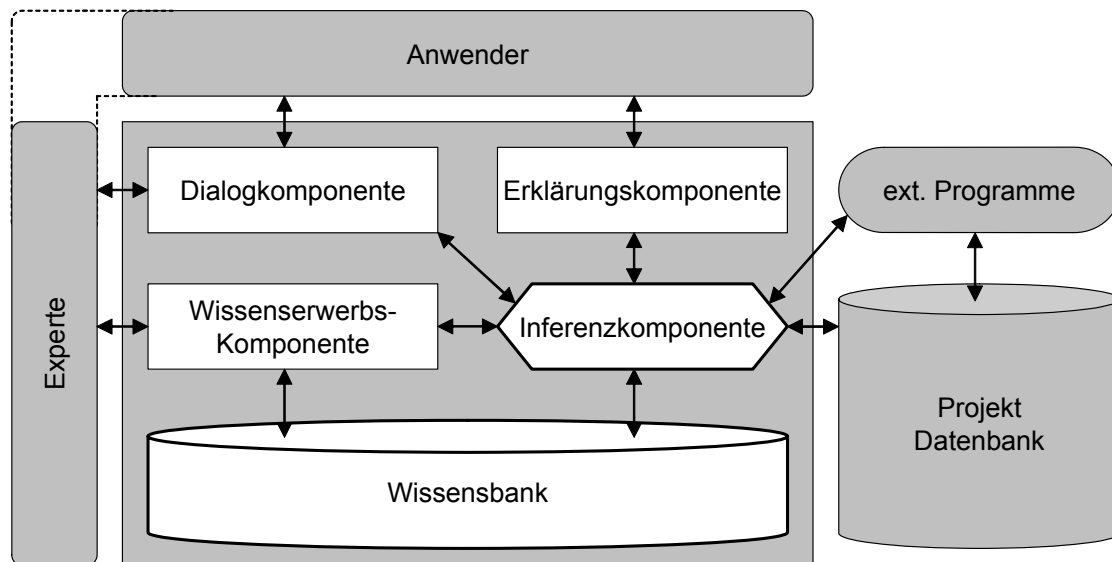 Anwender
Dialogkomponente
Erklärungskomponente
ext. Programme
Experte
Wissenserwerbs-
Komponente
Inferenzkomponente
Projekt
Datenbank
Wissensbank